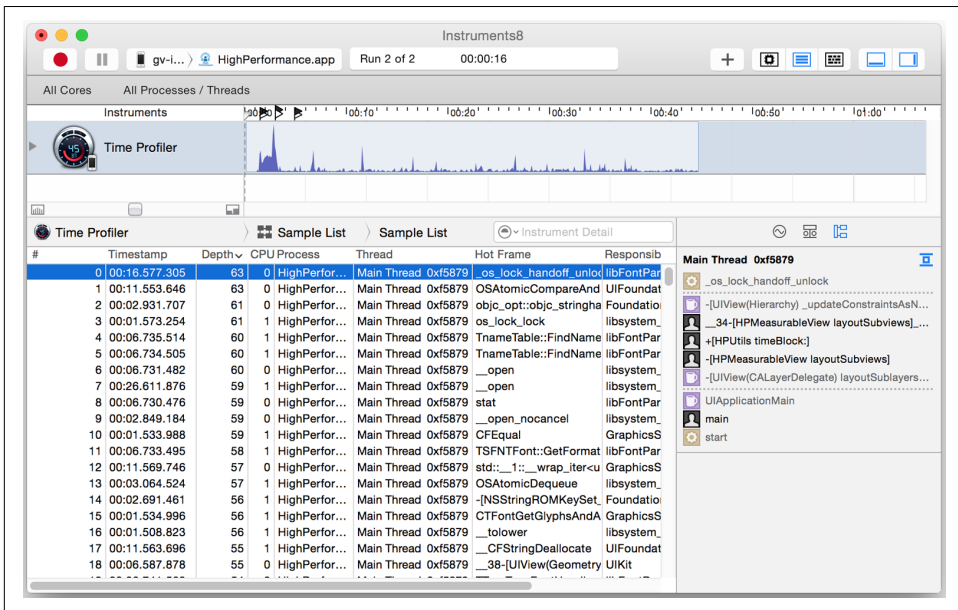 Instruments8
gv-i... 〉 HighPerformance.app Run 2 of 2 00:00:16
All Cores All Processes / Threads
Instruments 00:10 00:20 00:30 00:40 00:50 01:00
45
Time Profiler
Time Profiler Sample List Sample List Instrument Detail
# Timestamp Depth CPU Process Thread Hot Frame Responsib
0 00:16.577.305 63 0 HighPerfor... Main Thread 0xf5879 _os_lock_handoff_unloc libFontPar
1 00:11.553.646 63 0 HighPerfor... Main Thread 0xf5879 OSAtomicCompareAnd UIFoundat
2 00:02.931.707 61 0 HighPerfor... Main Thread 0xf5879 objc_opt::objc_stringha Foundatio
3 00:01.573.254 61 1 HighPerfor... Main Thread 0xf5879 os_lock_lock libsystem_
4 00:06.735.514 60 1 HighPerfor... Main Thread 0xf5879 TnameTable::FindName libFontPar
5 00:06.734.505 60 1 HighPerfor... Main Thread 0xf5879 TnameTable::FindName libFontPar
6 00:06.731.482 60 0 HighPerfor... Main Thread 0xf5879 __open libsystem_
7 00:26.611.876 59 1 HighPerfor... Main Thread 0xf5879 __open libsystem_
8 00:06.730.476 59 0 HighPerfor... Main Thread 0xf5879 stat libFontPar
9 00:02.849.184 59 0 HighPerfor... Main Thread 0xf5879 __open_nocancel libsystem_
10 00:01.533.988 59 1 HighPerfor... Main Thread 0xf5879 CFEqual GraphicsS
11 00:06.733.495 58 1 HighPerfor... Main Thread 0xf5879 TSFNTFont::GetFormat libFontPar
12 00:11.569.746 57 0 HighPerfor... Main Thread 0xf5879 std::__1::__wrap_iter<u GraphicsS
13 00:03.064.524 57 1 HighPerfor... Main Thread 0xf5879 OSAtomicDequeue libsystem_
14 00:02.691.461 56 1 HighPerfor... Main Thread 0xf5879 -[NSStringROMKeySet_ Foundatio
15 00:01.534.996 56 1 HighPerfor... Main Thread 0xf5879 CTFontGetGlyphsAndA GraphicsS
16 00:01.508.823 56 1 HighPerfor... Main Thread 0xf5879 __tolower libsystem_
17 00:11.563.696 55 1 HighPerfor... Main Thread 0xf5879 __CFStringDeallocate UIFoundat
18 00:06.587.878 55 0 HighPerfor... Main Thread 0xf5879 __38-[UIView(Geometry UIKit
Main Thread 0xf5879
_os_lock_handoff_unlock
-[UIView(Hierarchy) _updateConstraintsAsN...
__34-[HPMeasurableView layoutSubviews]_...
+[HPUtils timeBlock:]
-[HPMeasurableView layoutSubviews]
-[UIView(CALayerDelegate) layoutSublayers...
UIApplicationMain
main
start